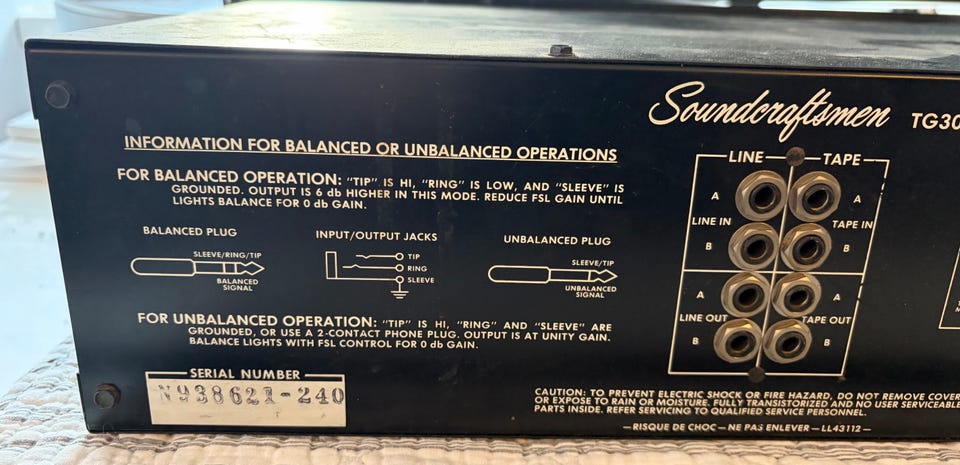 Soundcraftsmen TG30
INFORMATION FOR BALANCED OR UNBALANCED OPERATIONS
FOR BALANCED OPERATION: "TIP" IS HI, "RING" IS LOW, AND "SLEEVE" IS
GROUNDED. OUTPUT IS 6 db HIGHER IN THIS MODE. REDUCE FSL GAIN UNTIL
LIGHTS BALANCE FOR 0 db GAIN.
BALANCED PLUG
SLEEVE/RING/TIP
BALANCED
SIGNAL
INPUT/OUTPUT JACKS
TIP
RING
SLEEVE
UNBALANCED PLUG
SLEEVE/TIP
UNBALANCED
SIGNAL
FOR UNBALANCED OPERATION: "TIP" IS HI, "RING" AND "SLEEVE" ARE
GROUNDED, OR USE A 2-CONTACT PHONE PLUG. OUTPUT IS AT UNITY GAIN.
BALANCE LIGHTS WITH FSL CONTROL FOR 0 db GAIN.
SERIAL NUMBER
N938621-240
LINE TAPE
A A
LINE IN TAPE IN
B B
A A
LINE OUT TAPE OUT
B B
CAUTION: TO PREVENT ELECTRIC SHOCK OR FIRE HAZARD, DO NOT REMOVE COVER
OR EXPOSE TO RAIN OR MOISTURE. FULLY TRANSISTORIZED AND NO USER SERVICEABLE
PARTS INSIDE. REFER SERVICING TO QUALIFIED SERVICE PERSONNEL.
— RISQUE DE CHOC — NE PAS ENLEVER — LL43112 —